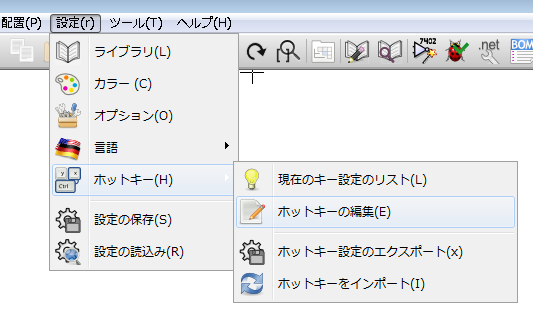 配置(P) 設定(r) ツール(T) ヘルプ(H)
7402
.net
BOM
ライブラリ(L)
カラー (C)
オプション(O)
言語
ホットキー(H)
y x
Ctrl
設定の保存(S)
設定の読込み(R)
現在のキー設定のリスト(L)
ホットキーの編集(E)
ホットキー設定のエクスポート(x)
ホットキーをインポート(I)